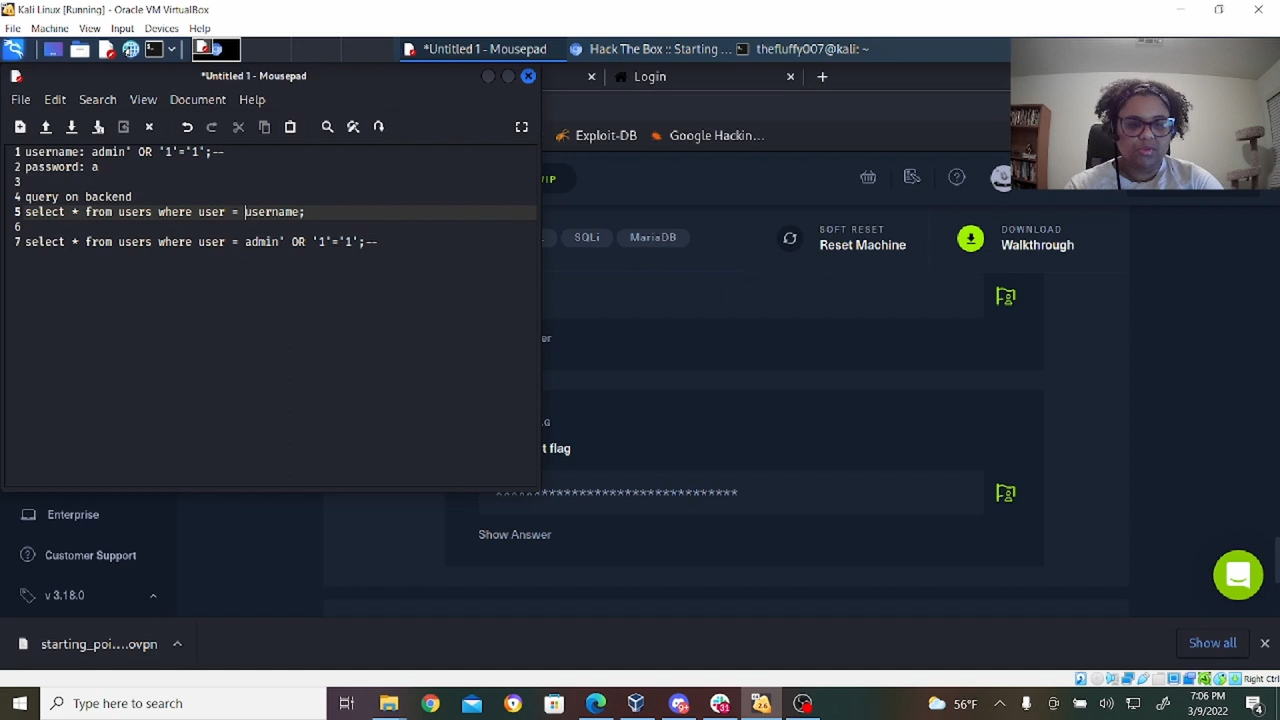 Kali Linux [Running] - Oracle VM VirtualBox
File Machine View Input Devices Help
*Untitled 1 - Mousepad
Hack The Box :: Starting ...
thefluffy007@kali: ~
*Untitled 1 - Mousepad
Login
File Edit Search View Document Help
Exploit-DB
Google Hackin...
1 username: admin' OR '1'='1';--
2 password: a
3
4 query on backend
5 select * from users where user = username;
6
7 select * from users where user = admin' OR '1'='1';--
VIP
SQLi
MariaDB
SOFT RESET
Reset Machine
DOWNLOAD
Walkthrough
er
G
t flag
********************************
Show Answer
Enterprise
Customer Support
v 3.18.0
starting_poi....ovpn
Show all
Right Ctrl
Type here to search
56°F
7:06 PM
3/9/2022